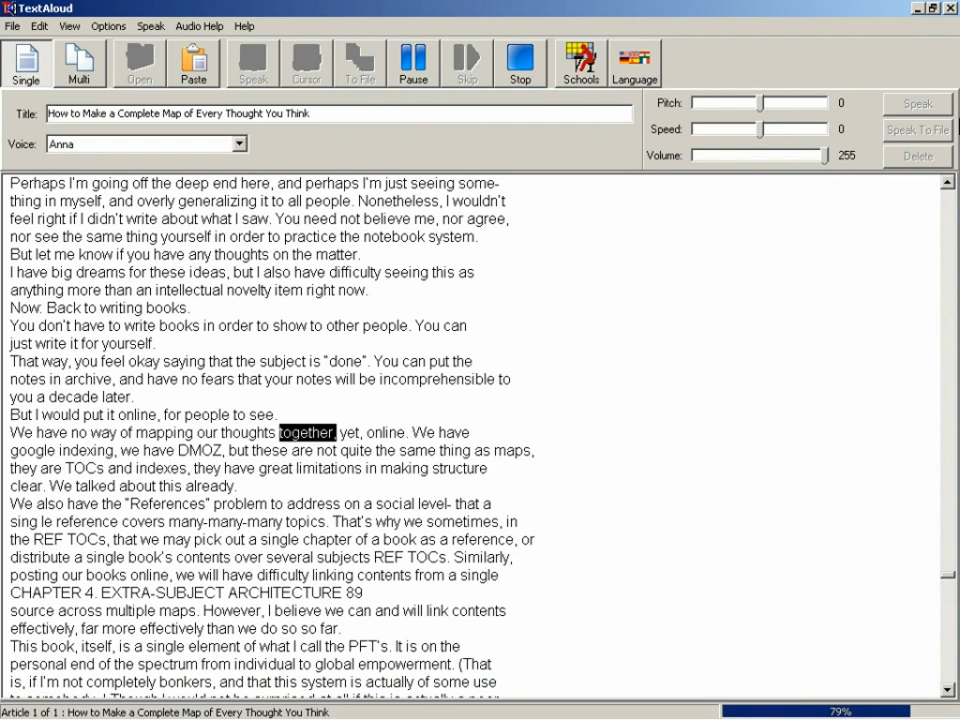 TextAloud
File Edit View Options Speak Audio Help Help
Single Multi Open Paste Speak Cursor To File Pause Skip Stop Schools Language
Title: How to Make a Complete Map of Every Thought You Think
Voice: Anna
Pitch: 0 Speak
Speed: 0 Speak To File
Volume: 255 Delete
Perhaps I'm going off the deep end here, and perhaps I'm just seeing some-
thing in myself, and overly generalizing it to all people. Nonetheless, I wouldn't
feel right if I didn't write about what I saw. You need not believe me, nor agree,
nor see the same thing yourself in order to practice the notebook system.
But let me know if you have any thoughts on the matter.
I have big dreams for these ideas, but I also have difficulty seeing this as
anything more than an intellectual novelty item right now.
Now: Back to writing books.
You don't have to write books in order to show to other people. You can
just write it for yourself.
That way, you feel okay saying that the subject is "done". You can put the
notes in archive, and have no fears that your notes will be incomprehensible to
you a decade later.
But I would put it online, for people to see.
We have no way of mapping our thoughts together, yet, online. We have
google indexing, we have DMOZ, but these are not quite the same thing as maps,
they are TOCs and indexes, they have great limitations in making structure
clear. We talked about this already.
We also have the "References" problem to address on a social level- that a
sing le reference covers many-many-many topics. That's why we sometimes, in
the REF TOCs, that we may pick out a single chapter of a book as a reference, or
distribute a single book's contents over several subjects REF TOCs. Similarly,
posting our books online, we will have difficulty linking contents from a single
CHAPTER 4. EXTRA-SUBJECT ARCHITECTURE 89
source across multiple maps. However, I believe we can and will link contents
effectively, far more effectively than we do so so far.
This book, itself, is a single element of what I call the PFT's. It is on the
personal end of the spectrum from individual to global empowerment. (That
is, if I'm not completely bonkers, and that this system is actually of some use
Article 1 of 1 : How to Make a Complete Map of Every Thought You Think 79%